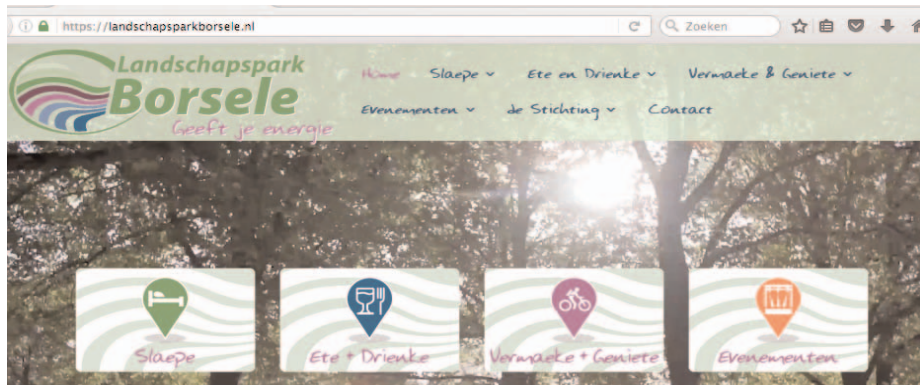 https://landschapsparkborsele.nl
Zoeken
Landschapspark
Borsele
Geeft je energie
Home Slaepe Ete en Drienke Vermaeke & Geniete
Evenementen de Stichting Contact
Slaepe
Ete + Drienke
Vermaeke + Geniete
Evenementen